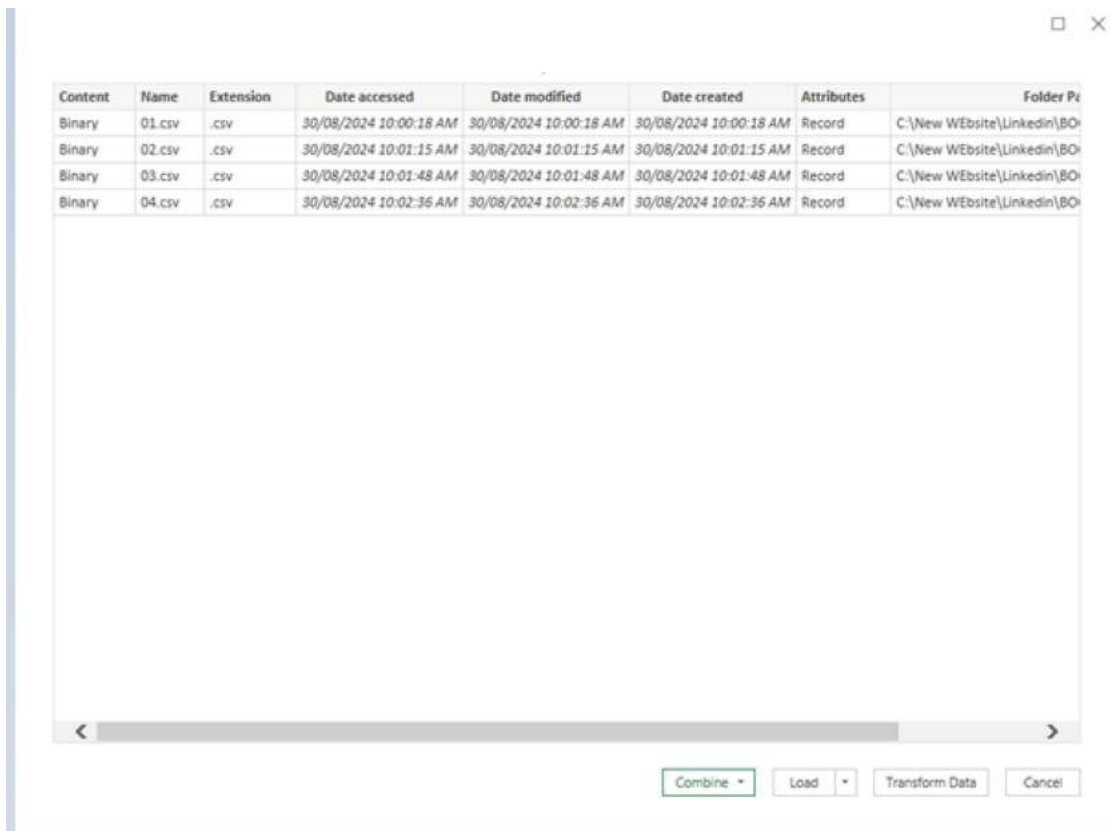 Content Name Extension Date accessed Date modified Date created Attributes Folder Pa
Binary 01.csv .csv 30/08/2024 10:00:18 AM 30/08/2024 10:00:18 AM 30/08/2024 10:00:18 AM Record C:\New WEbsite\Linkedin\BO
Binary 02.csv .csv 30/08/2024 10:01:15 AM 30/08/2024 10:01:15 AM 30/08/2024 10:01:15 AM Record C:\New WEbsite\Linkedin\BO
Binary 03.csv .csv 30/08/2024 10:01:48 AM 30/08/2024 10:01:48 AM 30/08/2024 10:01:48 AM Record C:\New WEbsite\Linkedin\BO
Binary 04.csv .csv 30/08/2024 10:02:36 AM 30/08/2024 10:02:36 AM 30/08/2024 10:02:36 AM Record C:\New WEbsite\Linkedin\BO
Combine Load Transform Data Cancel